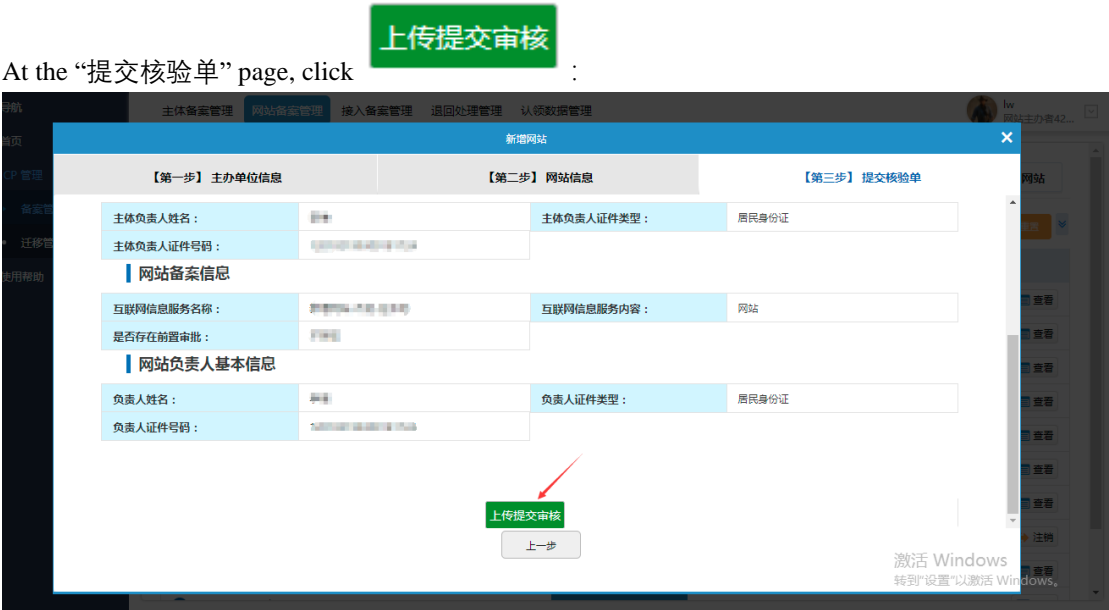 上传提交审核
At the “提交核验单” page, click :
导航
主体备案管理 网站备案管理 接入备案管理 退回处理管理 认领数据管理
lw
网站主办者42...
首页
新增网站
CP 管理
【第一步】 主办单位信息 【第二步】 网站信息 【第三步】 提交核验单
网站
备案管
主体负责人姓名： 主体负责人证件类型： 居民身份证
迁移管
主体负责人证件号码：
使用帮助
网站备案信息
互联网信息服务名称： 互联网信息服务内容： 网站
查看
是否存在前置审批：
查看
网站负责人基本信息
查看
负责人姓名： 负责人证件类型： 居民身份证
查看
负责人证件号码：
查看
查看
查看
上传提交审核
注销
上一步
激活 Windows
查看
转到"设置"以激活 Windows。